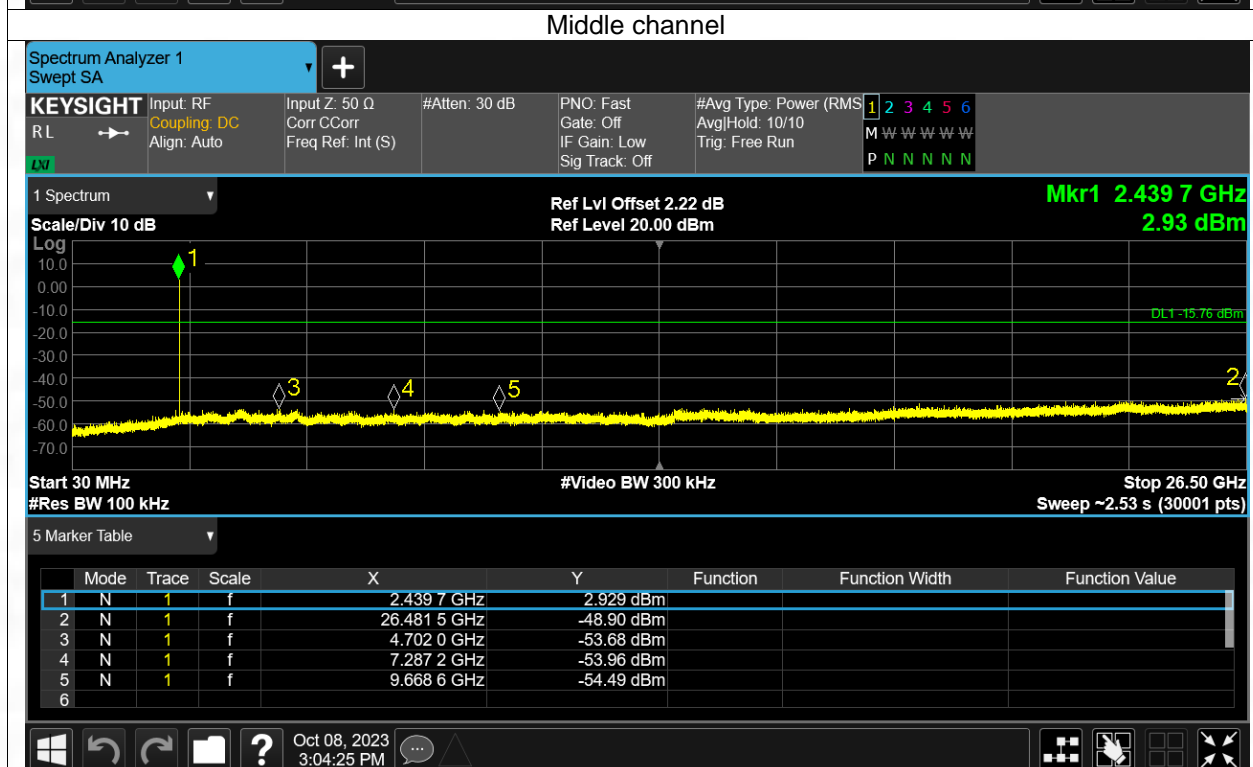 Middle channel
Spectrum Analyzer 1
Swept SA
+
KEYSIGHT Input: RF Input Z: 50 Ω #Atten: 30 dB PNO: Fast #Avg Type: Power (RMS 1 2 3 4 5 6
RL Coupling: DC Corr CCorr Gate: Off Avg|Hold: 10/10 M W W W W W
Align: Auto Freq Ref: Int (S) IF Gain: Low Trig: Free Run
LXI Sig Track: Off P N N N N N
1 Spectrum Ref Lvl Offset 2.22 dB Mkr1 2.439 7 GHz
Scale/Div 10 dB Ref Level 20.00 dBm 2.93 dBm
Log
1
10.0
0.00
-10.0
DL1 -15.76 dBm
-20.0
-30.0
-40.0
3 4 5 2
-50.0
-60.0
-70.0
Start 30 MHz #Video BW 300 kHz Stop 26.50 GHz
#Res BW 100 kHz Sweep ~2.53 s (30001 pts)
5 Marker Table
Mode Trace Scale X Y Function Function Width Function Value
1 N 1 f 2.439 7 GHz 2.929 dBm
2 N 1 f 26.481 5 GHz -48.90 dBm
3 N 1 f 4.702 0 GHz -53.68 dBm
4 N 1 f 7.287 2 GHz -53.96 dBm
5 N 1 f 9.668 6 GHz -54.49 dBm
6
? Oct 08, 2023
3:04:25 PM